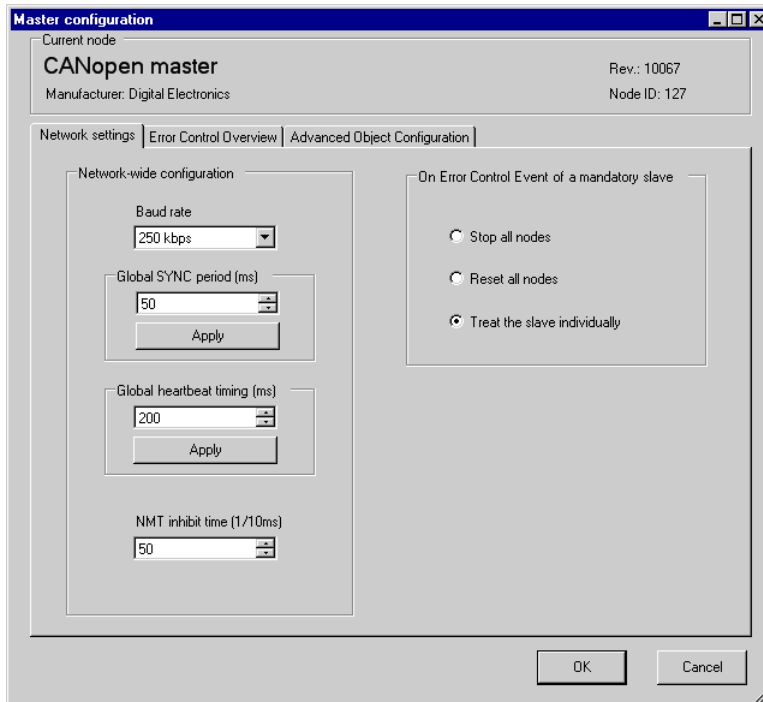 Master configuration
Current node
CANopen master
Rev.: 10067
Manufacturer: Digital Electronics
Node ID: 127
Network settings
Error Control Overview
Advanced Object Configuration
Network-wide configuration
Baud rate
250 kbps
Global SYNC period (ms)
50
Apply
Global heartbeat timing (ms)
200
Apply
NMT inhibit time (1/10ms)
50
On Error Control Event of a mandatory slave
Stop all nodes
Reset all nodes
Treat the slave individually
OK
Cancel